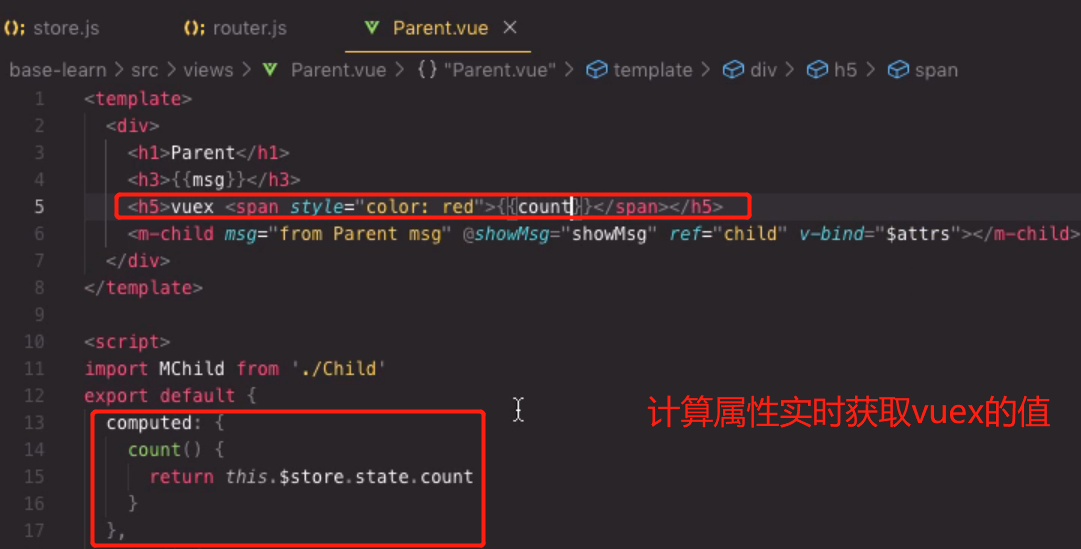 store.js
router.js
Parent.vue
base-learn > src > views > Parent.vue > {} "Parent.vue" > template > div > h5 > span
1 <template>
2 <div>
3 <h1>Parent</h1>
4 <h3>{{msg}}</h3>
5 <h5>vuex <span style="color: red">{{count}}</span></h5>
6 <m-child msg="from Parent msg" @showMsg="showMsg" ref="child" v-bind="$attrs"></m-child>
7 </div>
8 </template>
9
10 <script>
11 import MChild from './Child'
12 export default {
13 computed: {
14 count() {
15 return this.$store.state.count
16 }
17 },
计算属性实时获取vuex的值